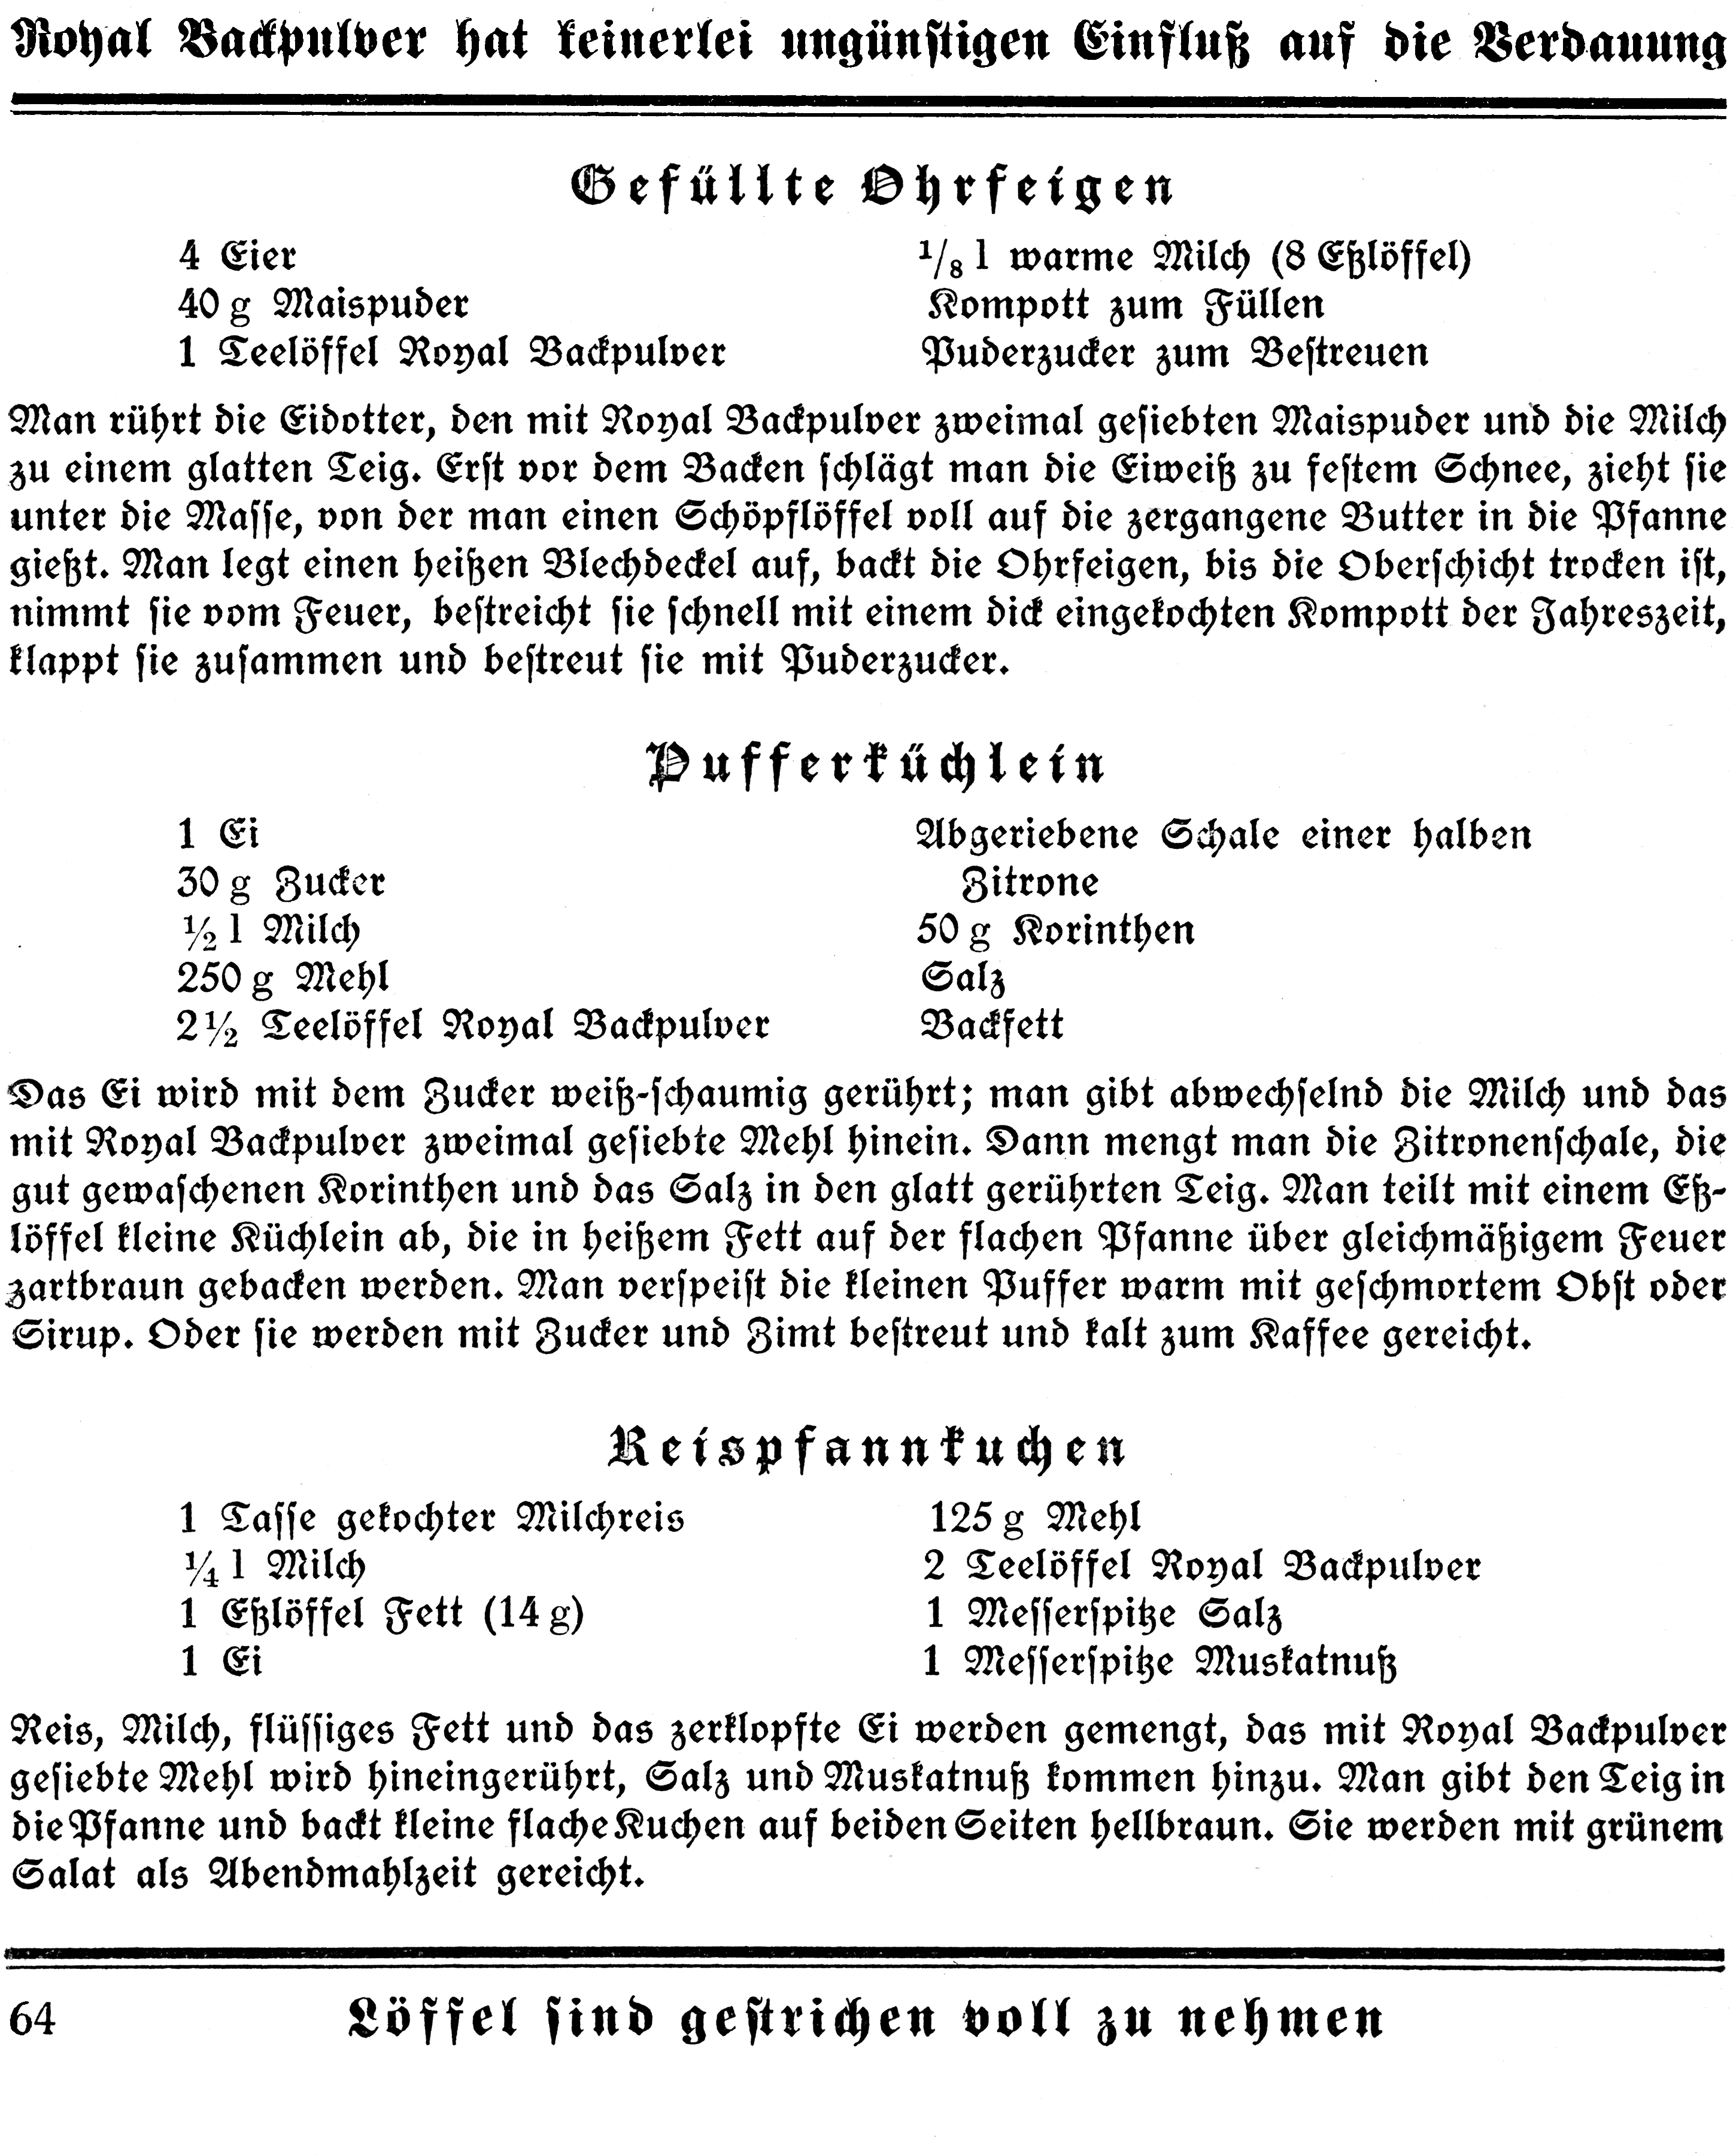 Royal Backpulver hat keinerlei ungünstigen Einfluß auf die Verdauung
Gefüllte Ohrfeigen
4 Eier
40 g Maispuder
1 Teelöffel Royal Backpulver
1/8 l warme Milch (8 Eßlöffel)
Kompott zum Füllen
Puderzucker zum Bestreuen
Man rührt die Eidotter, den mit Royal Backpulver zweimal gesiebten Maispuder und die Milch
zu einem glatten Teig. Erst vor dem Backen schlägt man die Eiweiß zu festem Schnee, zieht sie
unter die Masse, von der man einen Schöpflöffel voll auf die zergangene Butter in die Pfanne
gießt. Man legt einen heißen Blechdeckel auf, backt die Ohrfeigen, bis die Oberschicht trocken ist,
nimmt sie vom Feuer, bestreicht sie schnell mit einem dick eingekochten Kompott der Jahreszeit,
klappt sie zusammen und bestreut sie mit Puderzucker.
Pufferküchlein
1 Ei
30 g Zucker
½ l Milch
250 g Mehl
2½ Teelöffel Royal Backpulver
Abgeriebene Schale einer halben
Zitrone
50 g Korinthen
Salz
Backfett
Das Ei wird mit dem Zucker weiß-schaumig gerührt; man gibt abwechselnd die Milch und das
mit Royal Backpulver zweimal gesiebte Mehl hinein. Dann mengt man die Zitronenschale, die
gut gewaschenen Korinthen und das Salz in den glatt gerührten Teig. Man teilt mit einem Eß-
löffel kleine Küchlein ab, die in heißem Fett auf der flachen Pfanne über gleichmäßigem Feuer
zartbraun gebacken werden. Man verspeist die kleinen Puffer warm mit geschmortem Obst oder
Sirup. Oder sie werden mit Zucker und Zimt bestreut und kalt zum Kaffee gereicht.
Reispfannkuchen
1 Tasse gekochter Milchreis
¼ l Milch
1 Eßlöffel Fett (14 g)
1 Ei
125 g Mehl
2 Teelöffel Royal Backpulver
1 Messerspitze Salz
1 Messerspitze Muskatnuß
Reis, Milch, flüssiges Fett und das zerklopfte Ei werden gemengt, das mit Royal Backpulver
gesiebte Mehl wird hineingerührt, Salz und Muskatnuß kommen hinzu. Man gibt den Teig in
die Pfanne und backt kleine flache Kuchen auf beiden Seiten hellbraun. Sie werden mit grünem
Salat als Abendmahlzeit gereicht.
64 Löffel sind gestrichen voll zu nehmen